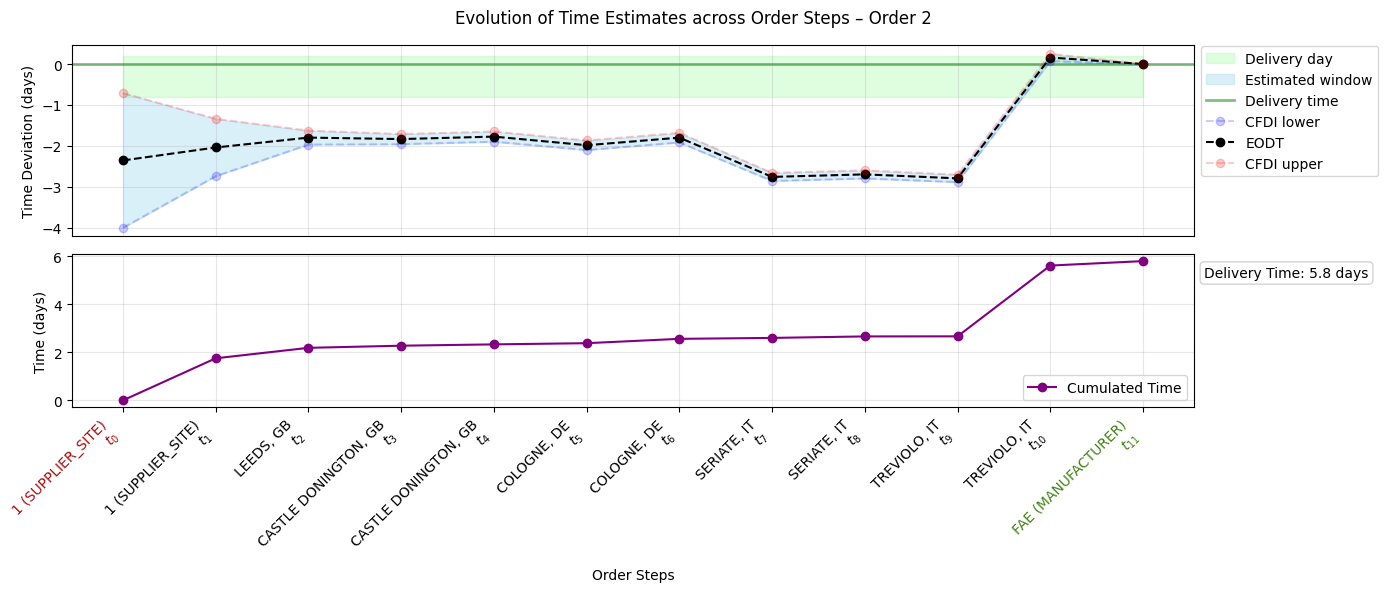 Evolution of Time Estimates across Order Steps – Order 2
Time Deviation (days)
0
−1
−2
−3
−4
Delivery day
Estimated window
Delivery time
CFDI lower
EODT
CFDI upper
Time (days)
6
4
2
0
Delivery Time: 5.8 days
Cumulated Time
1 (SUPPLIER_SITE)
t0
1 (SUPPLIER_SITE)
t1
LEEDS, GB
t2
CASTLE DONINGTON, GB
t3
CASTLE DONINGTON, GB
t4
COLOGNE, DE
t5
COLOGNE, DE
t6
SERIATE, IT
t7
SERIATE, IT
t8
TREVIOLO, IT
t9
TREVIOLO, IT
t10
FAE (MANUFACTURER)
t11
Order Steps